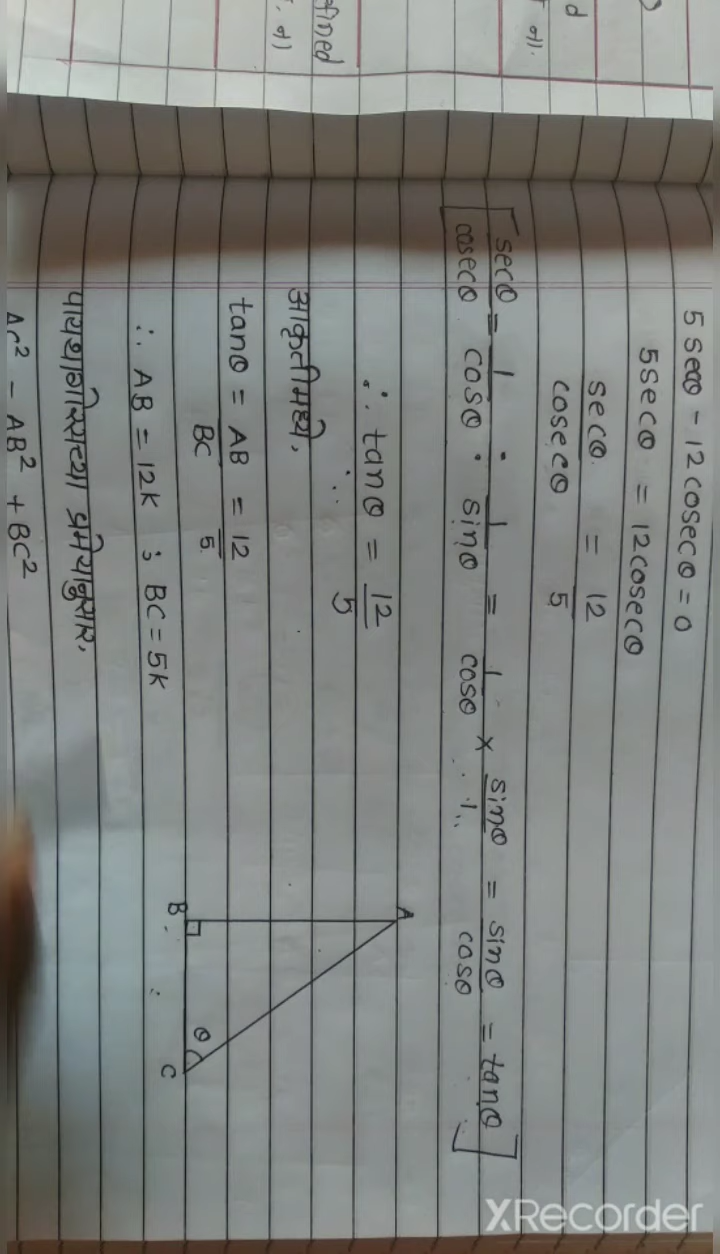 5 secθ - 12 cosecθ = 0
5secθ = 12cosecθ
secθ / cosecθ = 12 / 5
[ secθ / cosecθ = 1 / cosθ ÷ 1 / sinθ = 1 / cosθ × sinθ / 1 = sinθ / cosθ = tanθ ]
∴ tanθ = 12 / 5
आकृतीमध्ये,
tanθ = AB / BC = 12 / 5
∴ AB = 12K ; BC = 5K
पायथागोरसच्या प्रमेयानुसार,
AC² = AB² + BC²
A
B
θ
C
XRecorder